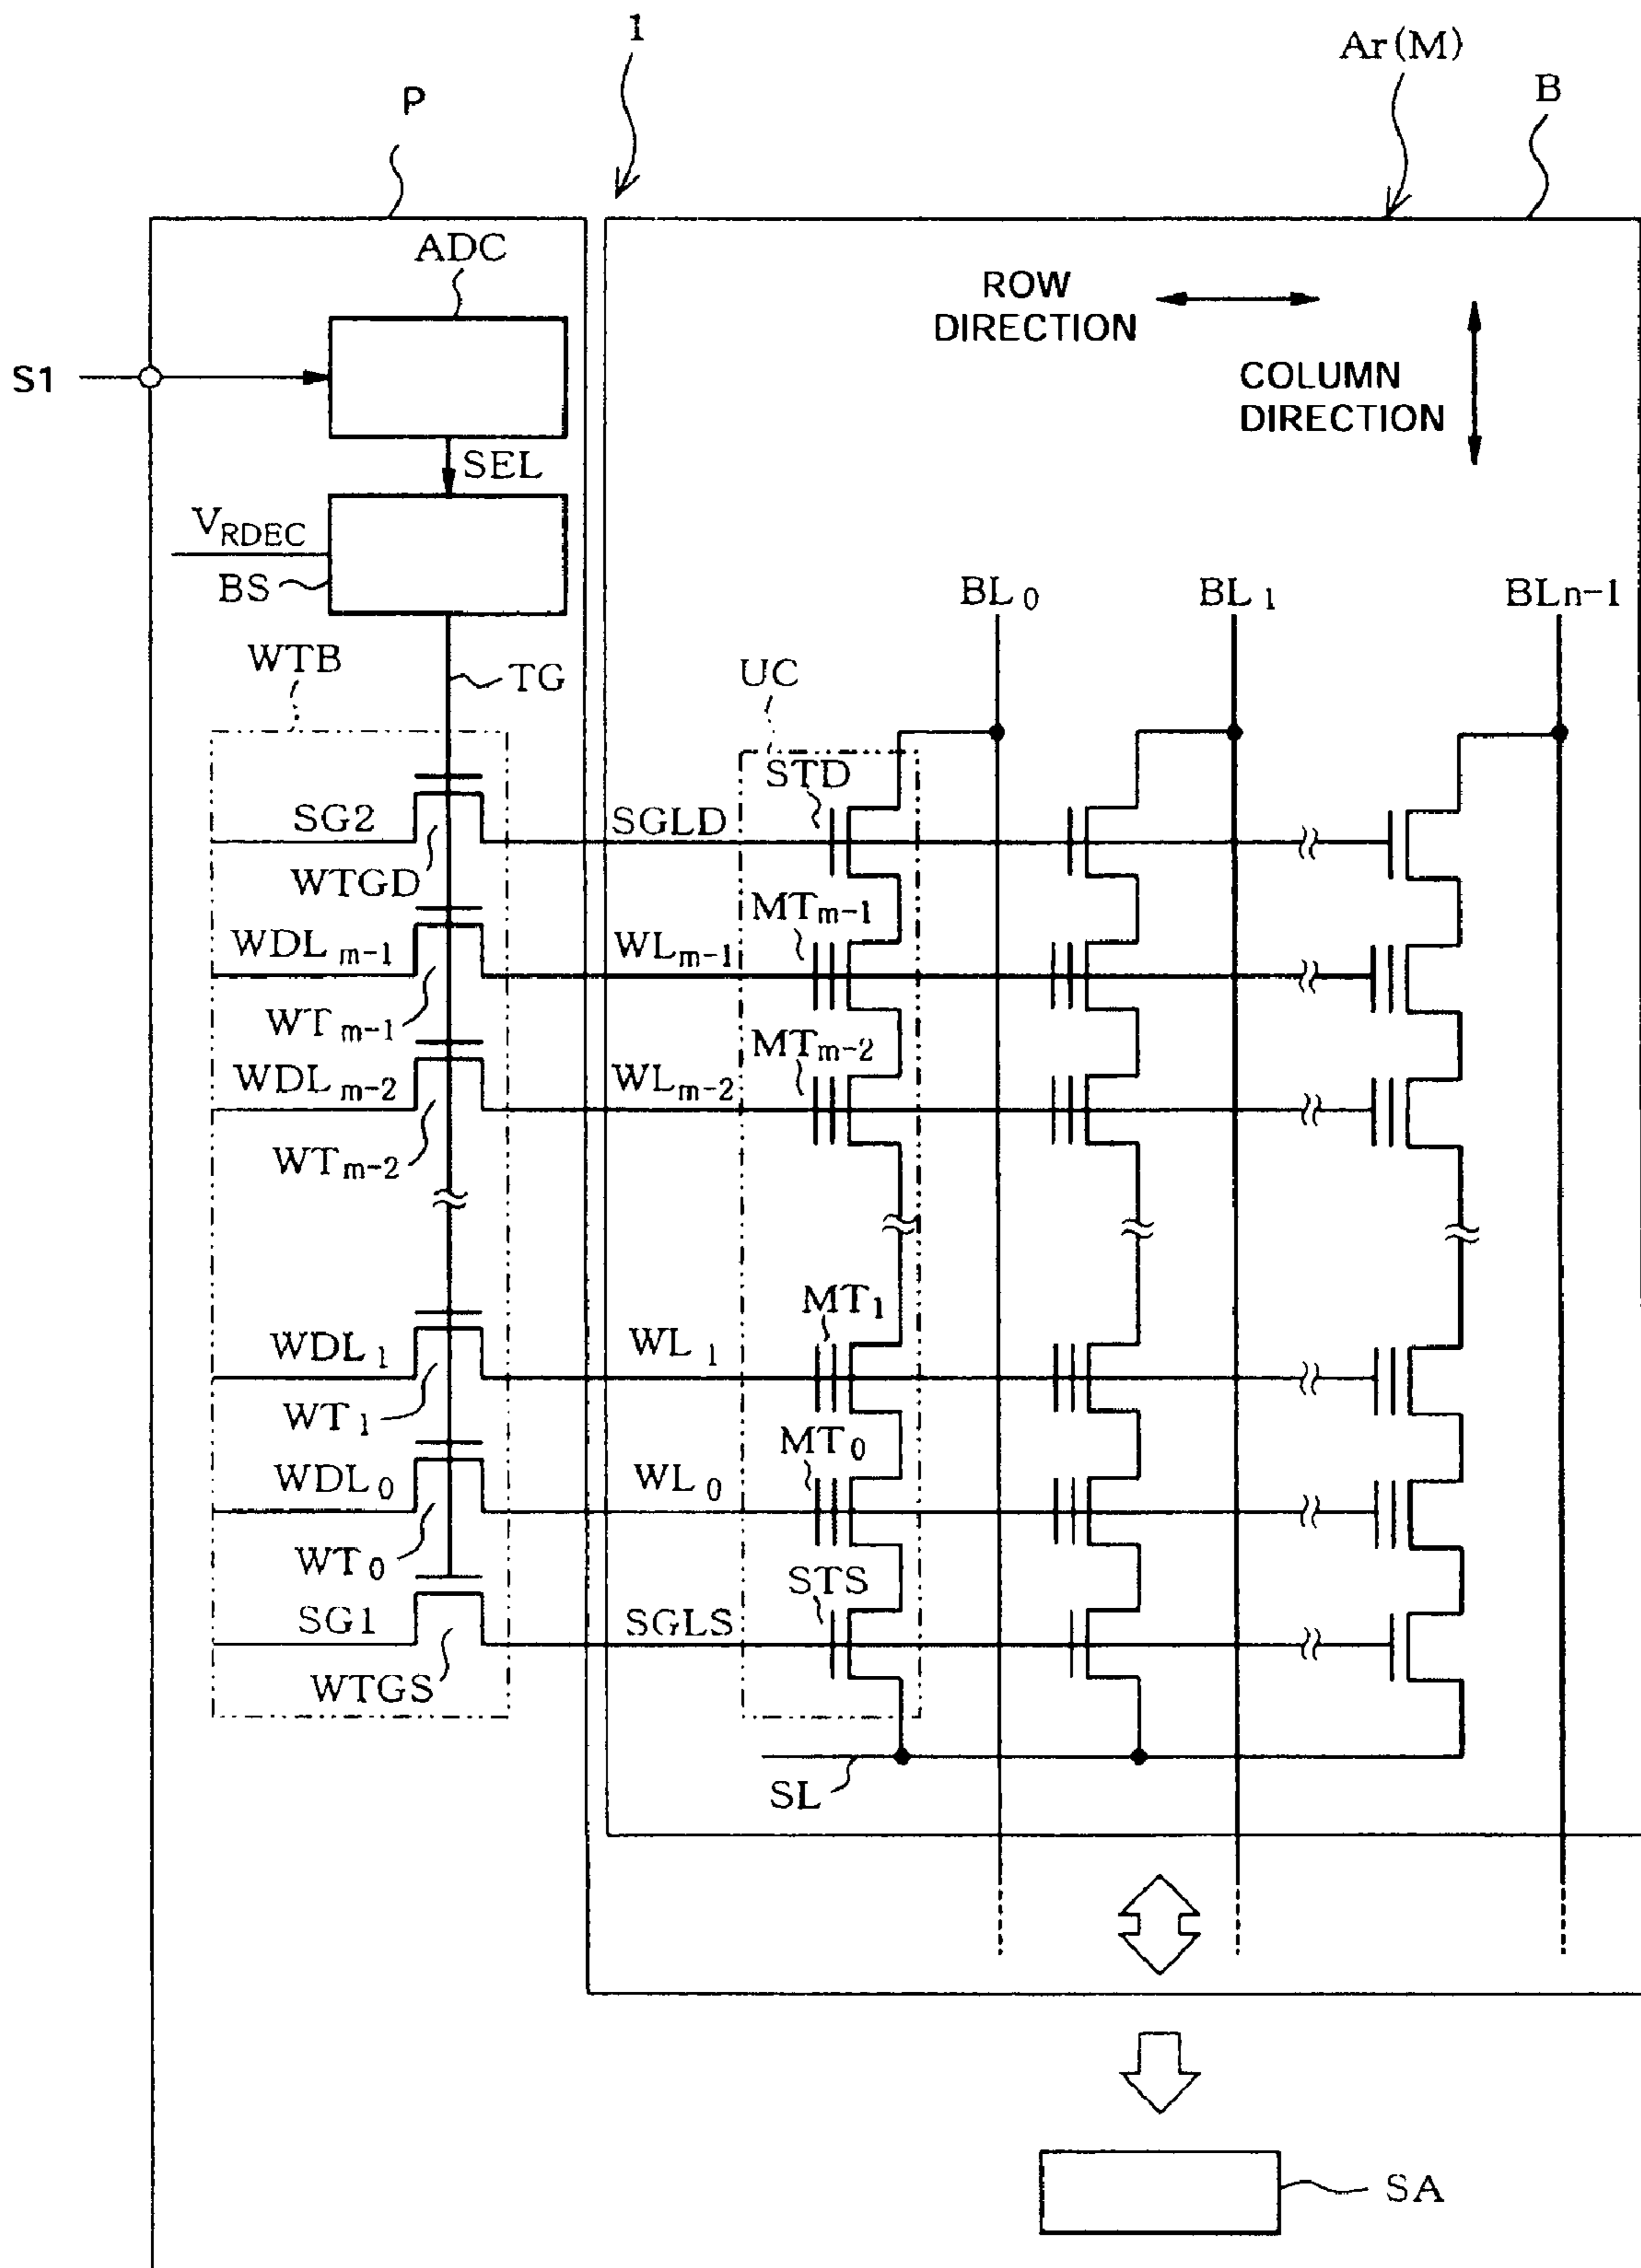 1
Ar(M)
P
B
ADC
ROW
DIRECTION
S1
COLUMN
DIRECTION
SEL
VRDEC
BS
BL0
BL1
BLn-1
WTB
TG
UC
STD
SG2
SGLD
WTGD
MTm-1
WDLm-1
WLm-1
WTm-1
MTm-2
WDLm-2
WLm-2
WTm-2
MT1
WDL1
WL1
WT1
MT0
WDL0
WL0
WT0
STS
SG1
SGLS
WTGS
SL
SA